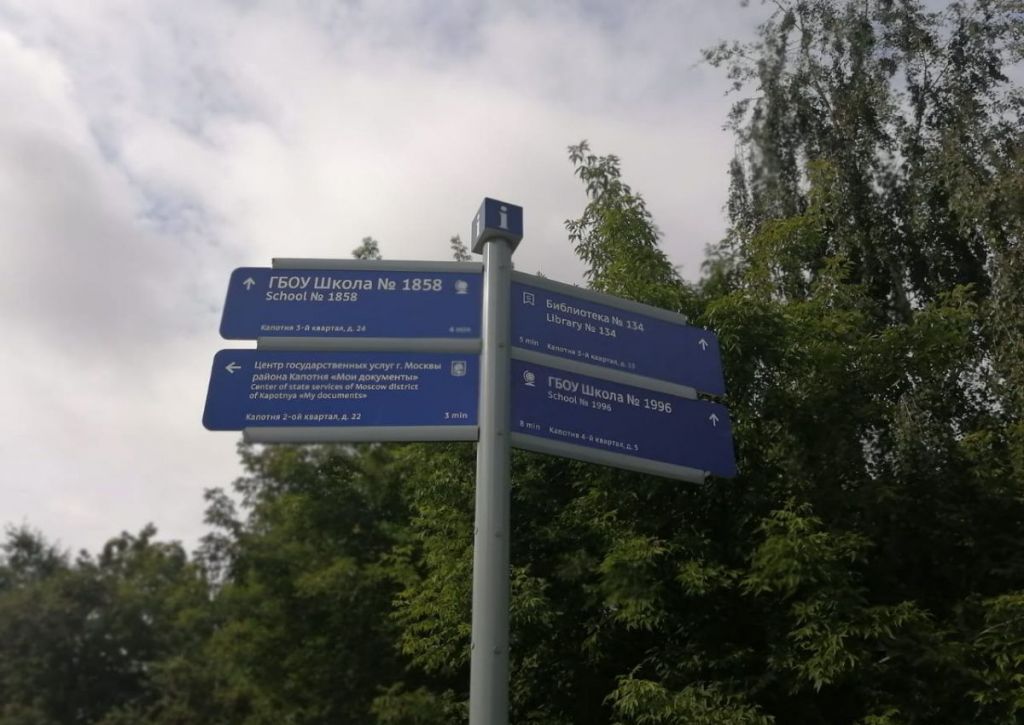 i
ГБОУ Школа № 1858
School № 1858
Капотня 3-й квартал, д. 24
Центр государственных услуг г. Москвы
района Капотня «Мои документы»
Center of state services of Moscow district
of Kapotnya «My documents»
Капотня 2-ой квартал, д. 22
3 min
Библиотека № 134
Library № 134
5 min Капотня 3-й квартал, д.
ГБОУ Школа № 1996
School № 1996
8 min Капотня 4-й квартал, д. 5